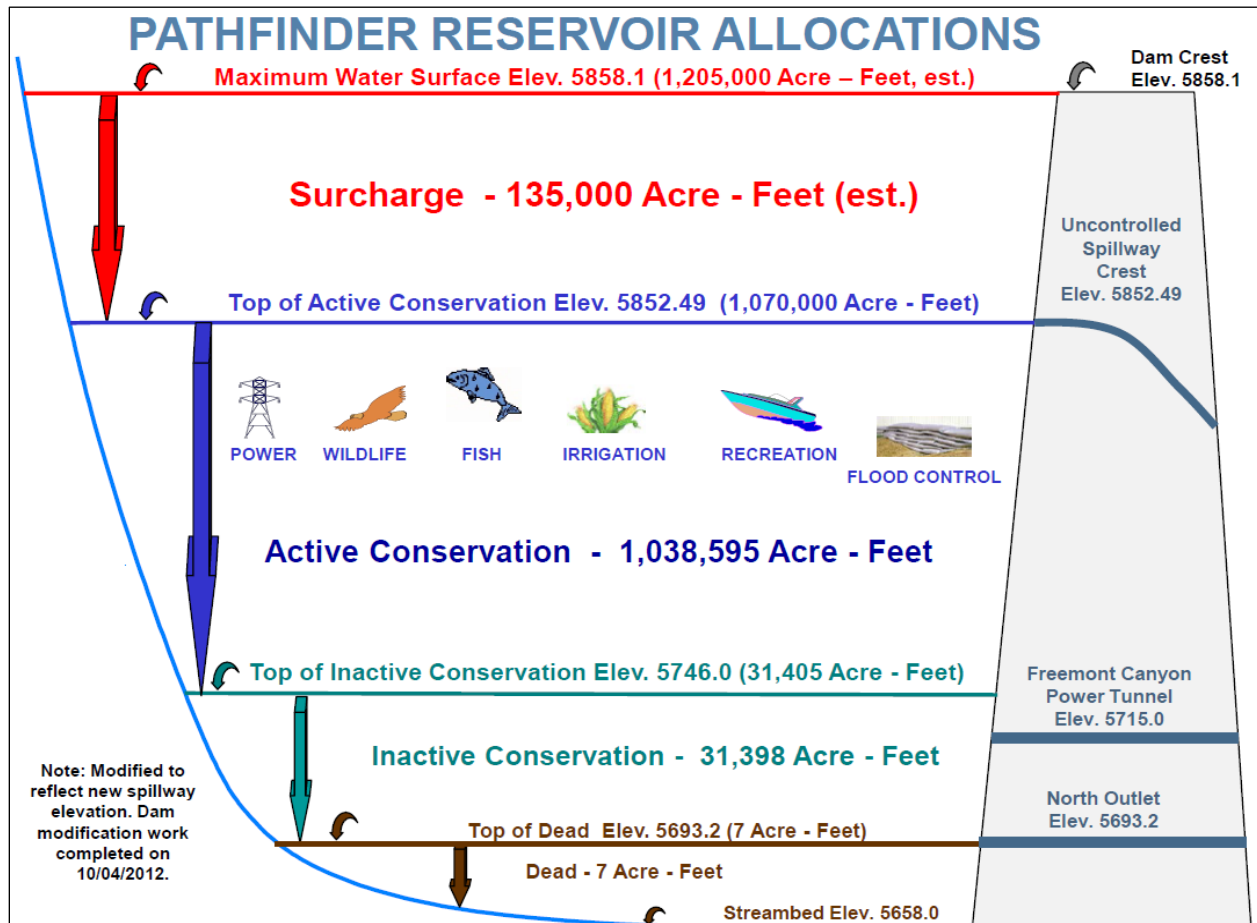 PATHFINDER RESERVOIR ALLOCATIONS
Maximum Water Surface Elev. 5858.1 (1,205,000 Acre – Feet, est.)
Dam Crest
Elev. 5858.1
Surcharge - 135,000 Acre - Feet (est.)
Uncontrolled
Spillway
Crest
Elev. 5852.49
Top of Active Conservation Elev. 5852.49 (1,070,000 Acre - Feet)
POWER
WILDLIFE
FISH
IRRIGATION
RECREATION
FLOOD CONTROL
Active Conservation - 1,038,595 Acre - Feet
Top of Inactive Conservation Elev. 5746.0 (31,405 Acre - Feet)
Freemont Canyon
Power Tunnel
Elev. 5715.0
Inactive Conservation - 31,398 Acre - Feet
Note: Modified to
reflect new spillway
elevation. Dam
modification work
completed on
10/04/2012.
North Outlet
Elev. 5693.2
Top of Dead Elev. 5693.2 (7 Acre - Feet)
Dead - 7 Acre - Feet
Streambed Elev. 5658.0